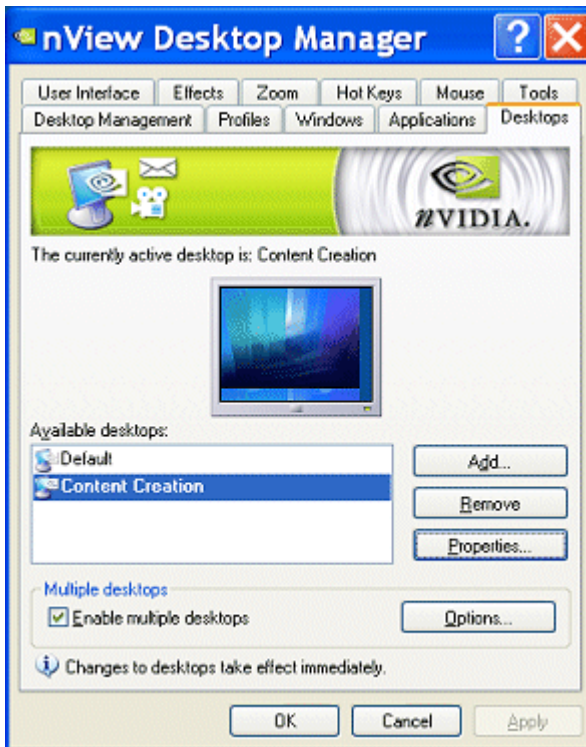 nView Desktop Manager
User Interface Effects Zoom Hot Keys Mouse Tools
Desktop Management Profiles Windows Applications Desktops
nVIDIA.
The currently active desktop is: Content Creation
Available desktops:
Default
Content Creation
Add...
Remove
Properties...
Multiple desktops
Enable multiple desktops
Options...
Changes to desktops take effect immediately.
OK Cancel Apply